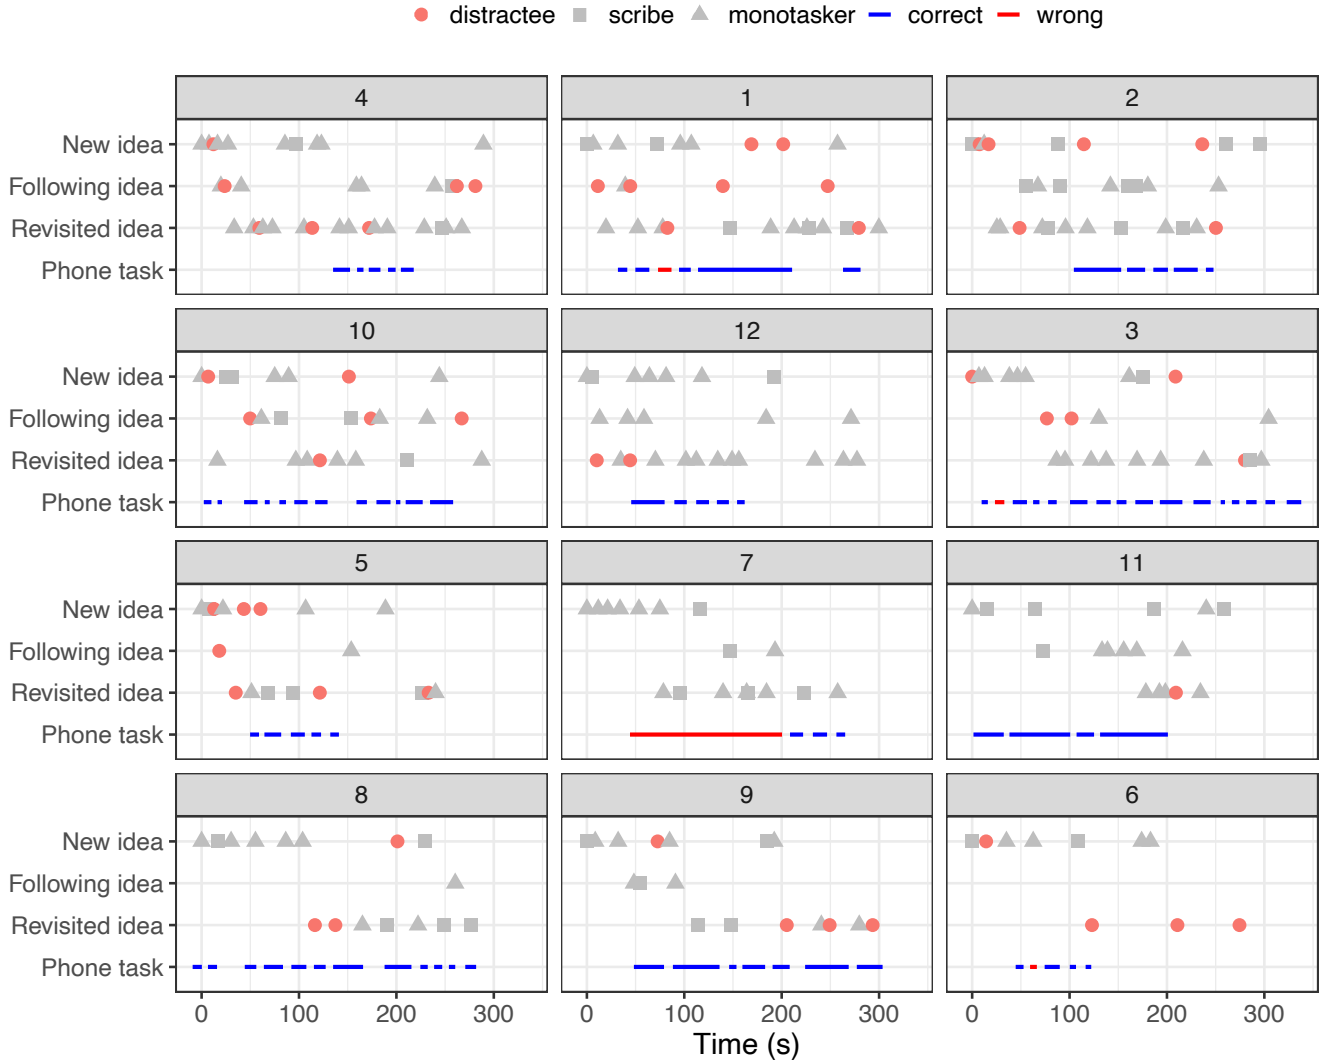 distractee scribe monotasker correct wrong
4 1 2
New idea
Following idea
Revisited idea
Phone task
10 12 3
New idea
Following idea
Revisited idea
Phone task
5 7 11
New idea
Following idea
Revisited idea
Phone task
8 9 6
New idea
Following idea
Revisited idea
Phone task
0 100 200 300 0 100 200 300 0 100 200 300
Time (s)